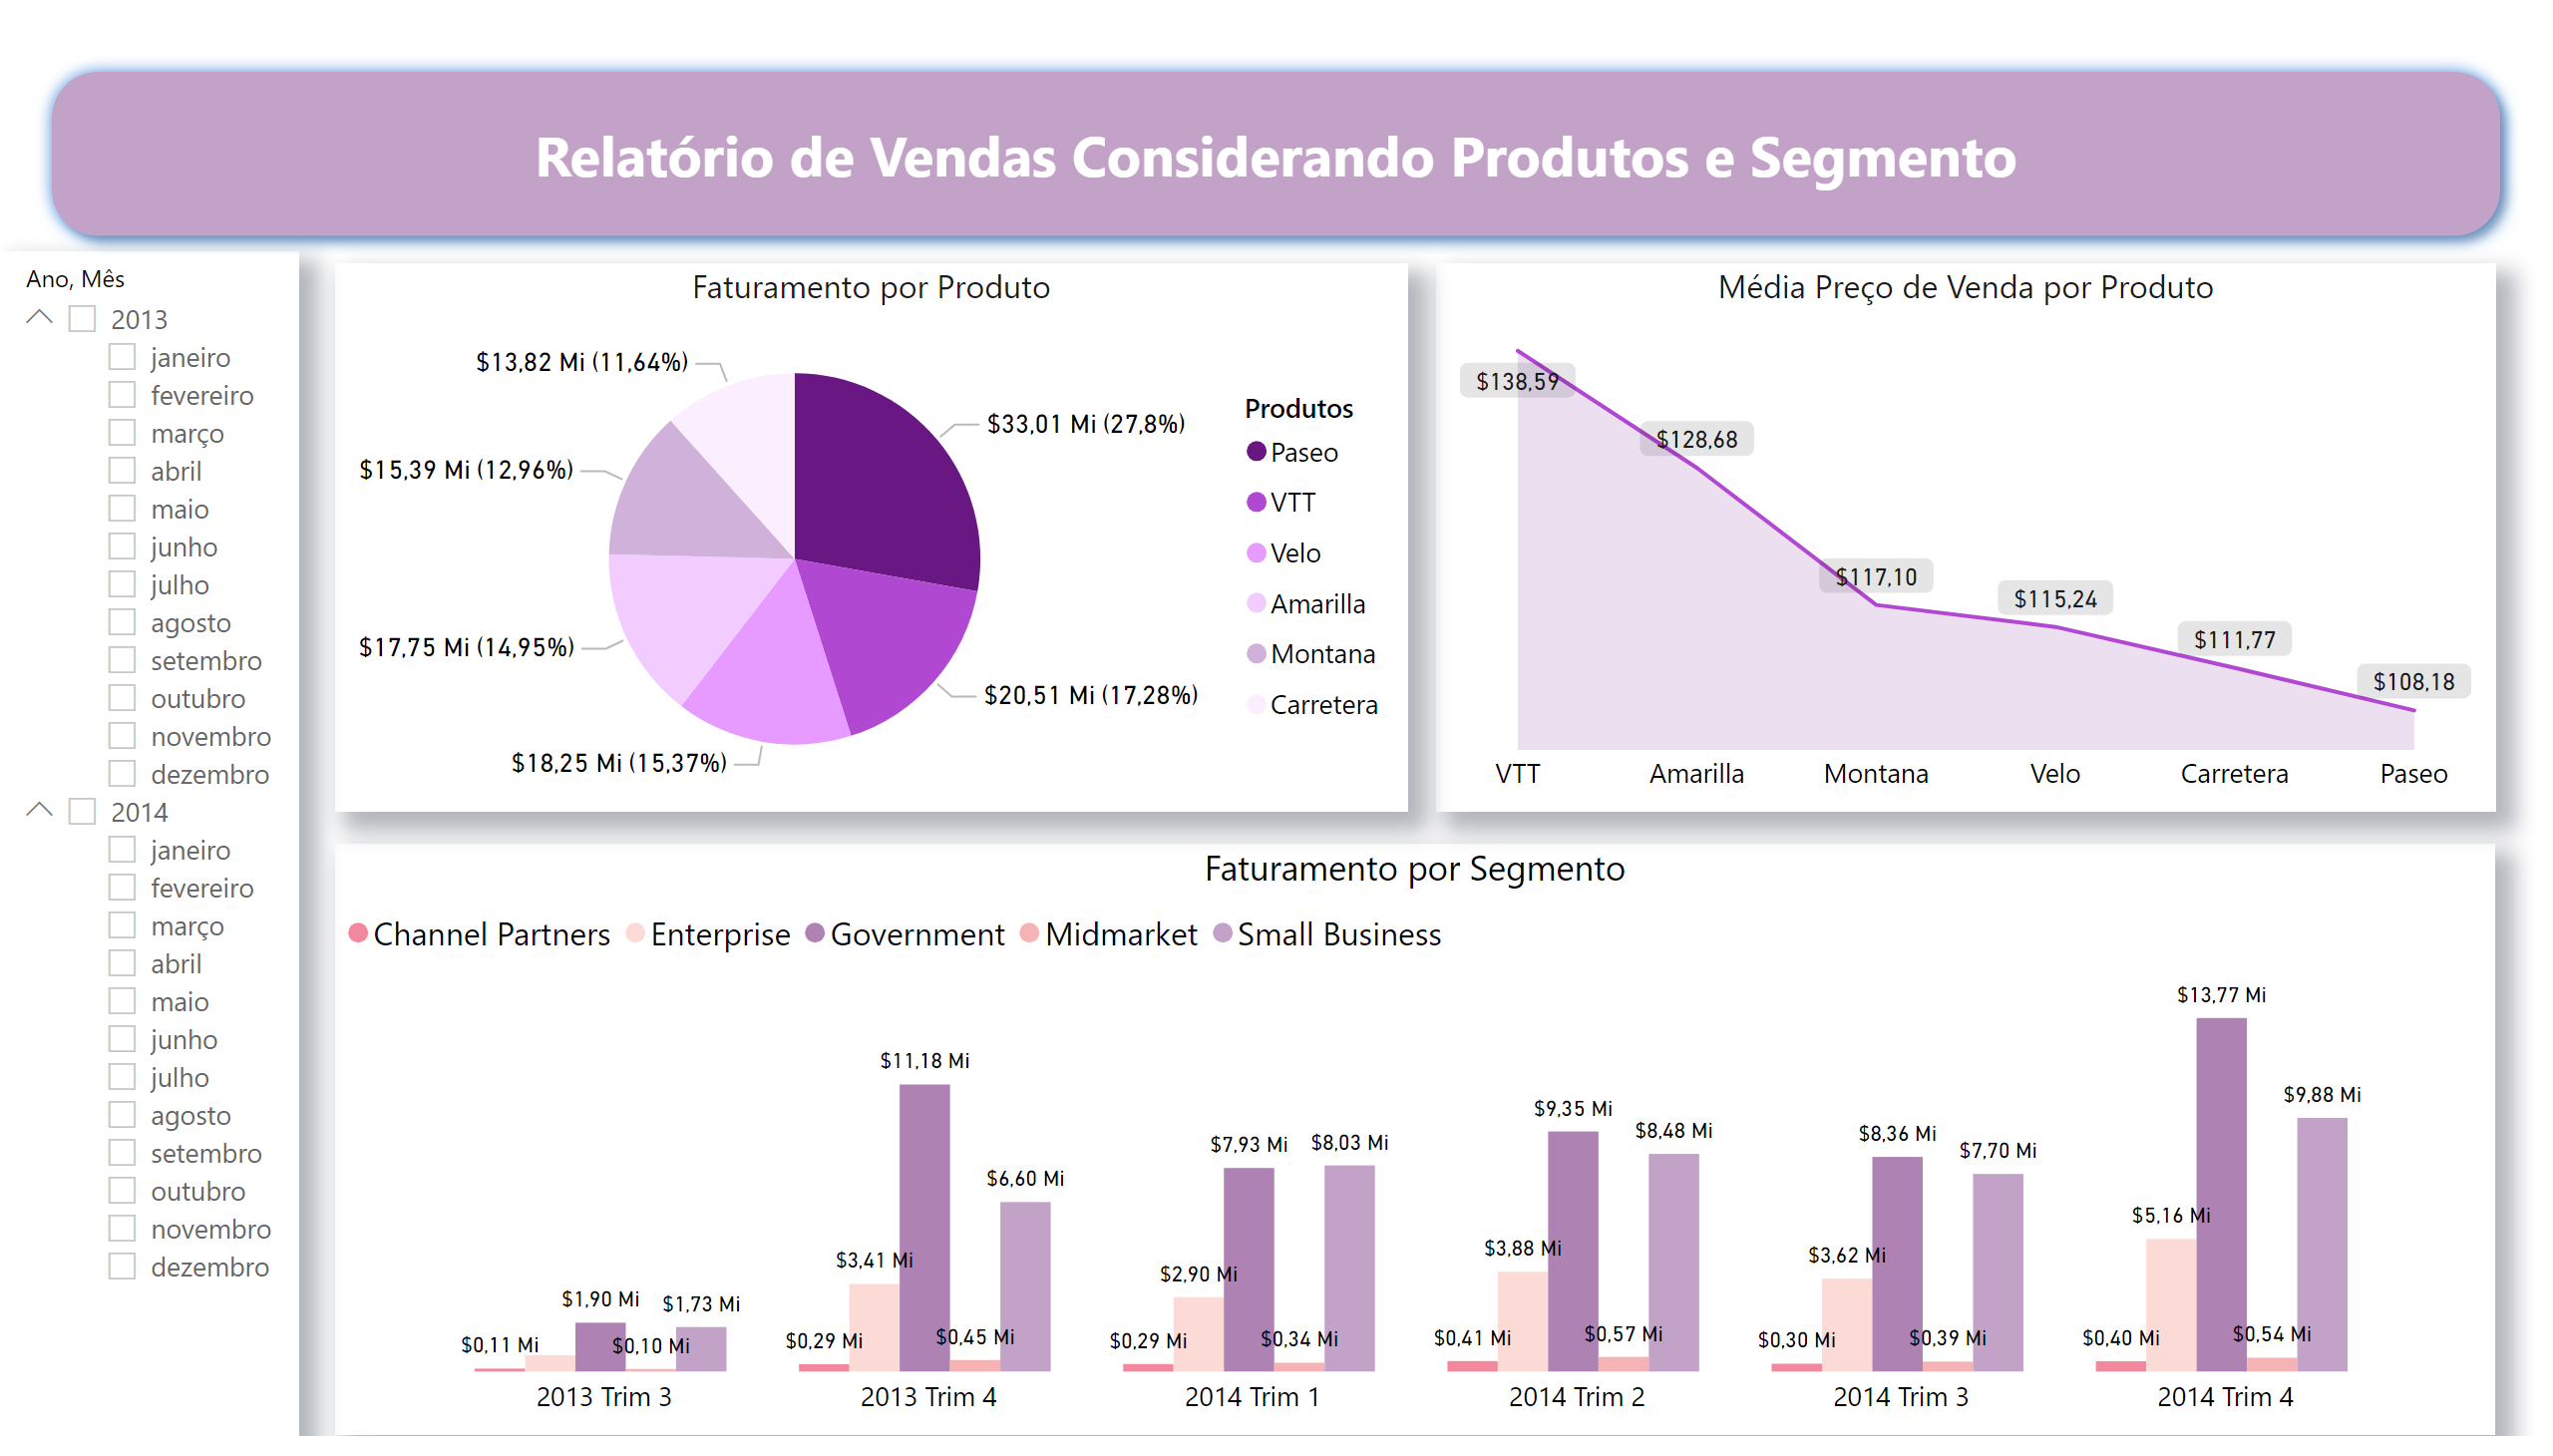 Relatório de Vendas Considerando Produtos e Segmento
Ano, Mês
2013
janeiro
fevereiro
março
abril
maio
junho
julho
agosto
setembro
outubro
novembro
dezembro
2014
janeiro
fevereiro
março
abril
maio
junho
julho
agosto
setembro
outubro
novembro
dezembro
Faturamento por Produto
$13,82 Mi (11,64%)
$33,01 Mi (27,8%)
$15,39 Mi (12,96%)
$17,75 Mi (14,95%)
$20,51 Mi (17,28%)
$18,25 Mi (15,37%)
Produtos
Paseo
VTT
Velo
Amarilla
Montana
Carretera
Média Preço de Venda por Produto
$138,59
$128,68
$117,10
$115,24
$111,77
$108,18
VTT Amarilla Montana Velo Carretera Paseo
Faturamento por Segmento
Channel Partners Enterprise Government Midmarket Small Business
$0,11 Mi $1,90 Mi $0,10 Mi $1,73 Mi
$0,29 Mi $3,41 Mi $11,18 Mi $0,45 Mi $6,60 Mi
$0,29 Mi $2,90 Mi $7,93 Mi $0,34 Mi $8,03 Mi
$0,41 Mi $3,88 Mi $9,35 Mi $0,57 Mi $8,48 Mi
$0,30 Mi $3,62 Mi $8,36 Mi $0,39 Mi $7,70 Mi
$0,40 Mi $5,16 Mi $13,77 Mi $0,54 Mi $9,88 Mi
2013 Trim 3 2013 Trim 4 2014 Trim 1 2014 Trim 2 2014 Trim 3 2014 Trim 4